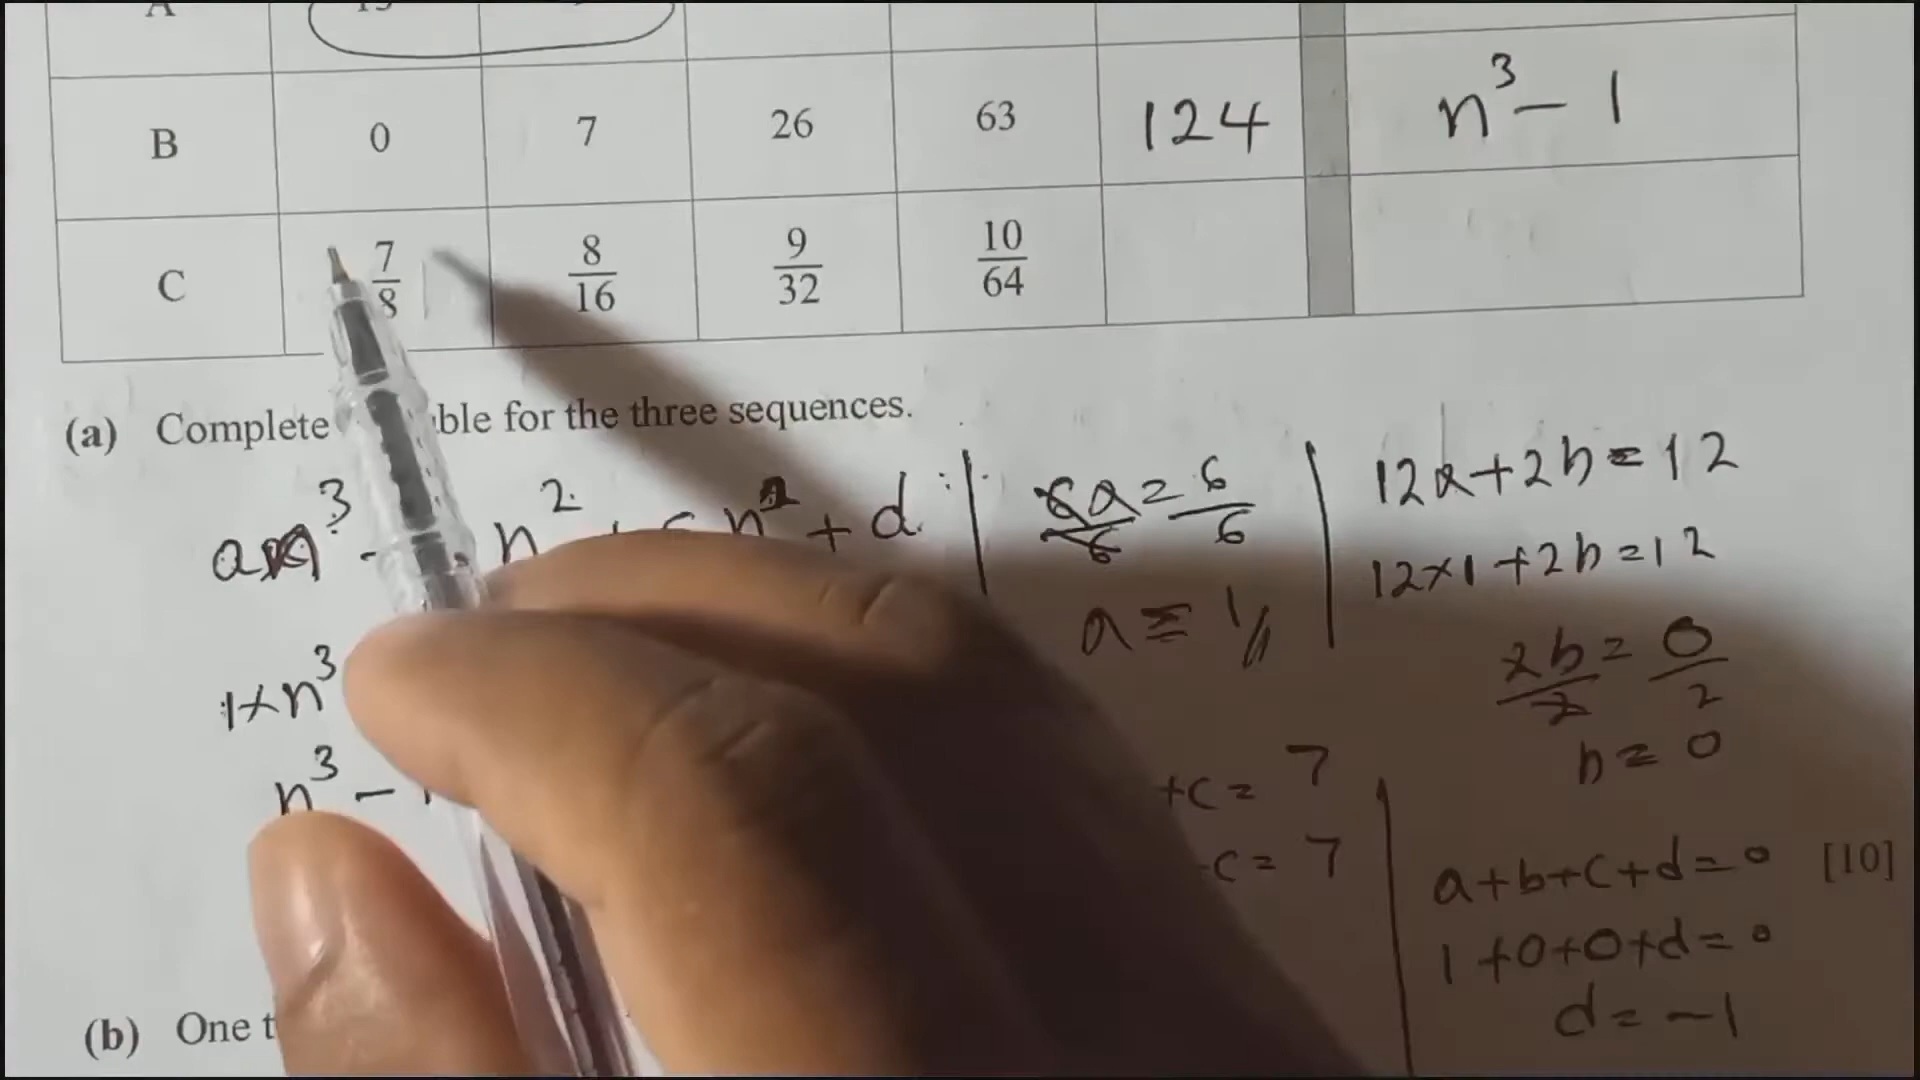 A 13
B 0 7 26 63 124 n³ - 1
C 7/8 8/16 9/32 10/64
(a) Complete ble for the three sequences.
an³ n² n + d
6a = 6
6 6
a = 1
12a + 2b = 12
12×1 + 2b = 12
2b = 0
2 2
b = 0
1×n³
n³ -
+c = 7
c = 7
a+b+c+d=0 [10]
1+0+0+d=0
d = -1
(b) One t